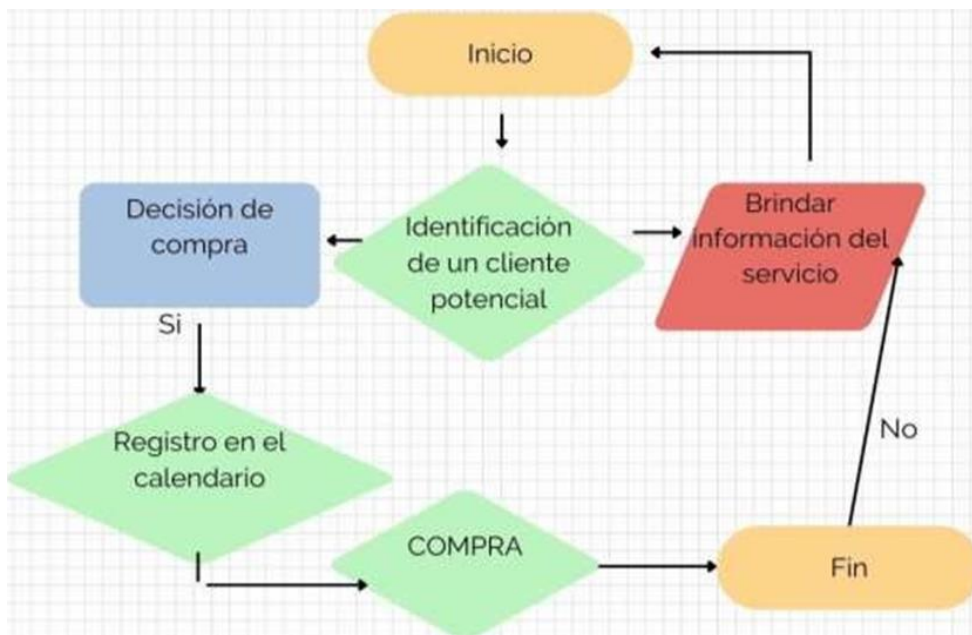 Inicio
Decisión de
compra
Identificación
de un cliente
potencial
Brindar
información del
servicio
Si
Registro en el
calendario
No
COMPRA
Fin